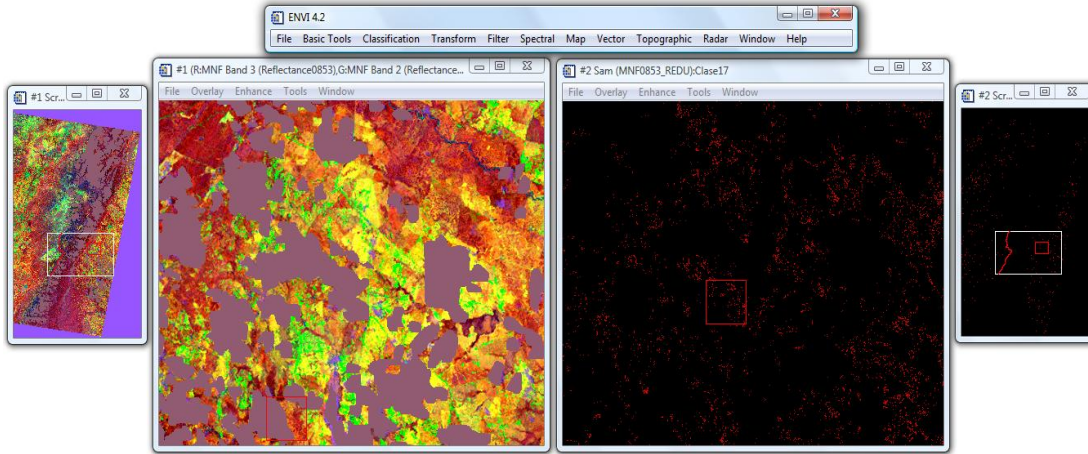 ENVI 4.2
File Basic Tools Classification Transform Filter Spectral Map Vector Topographic Radar Window Help
#1 Scr...
#1 (R:MNF Band 3 (Reflectance0853),G:MNF Band 2 (Reflectance...
File Overlay Enhance Tools Window
#2 Sam (MNF0853_REDU):Clase17
File Overlay Enhance Tools Window
#2 Scr...